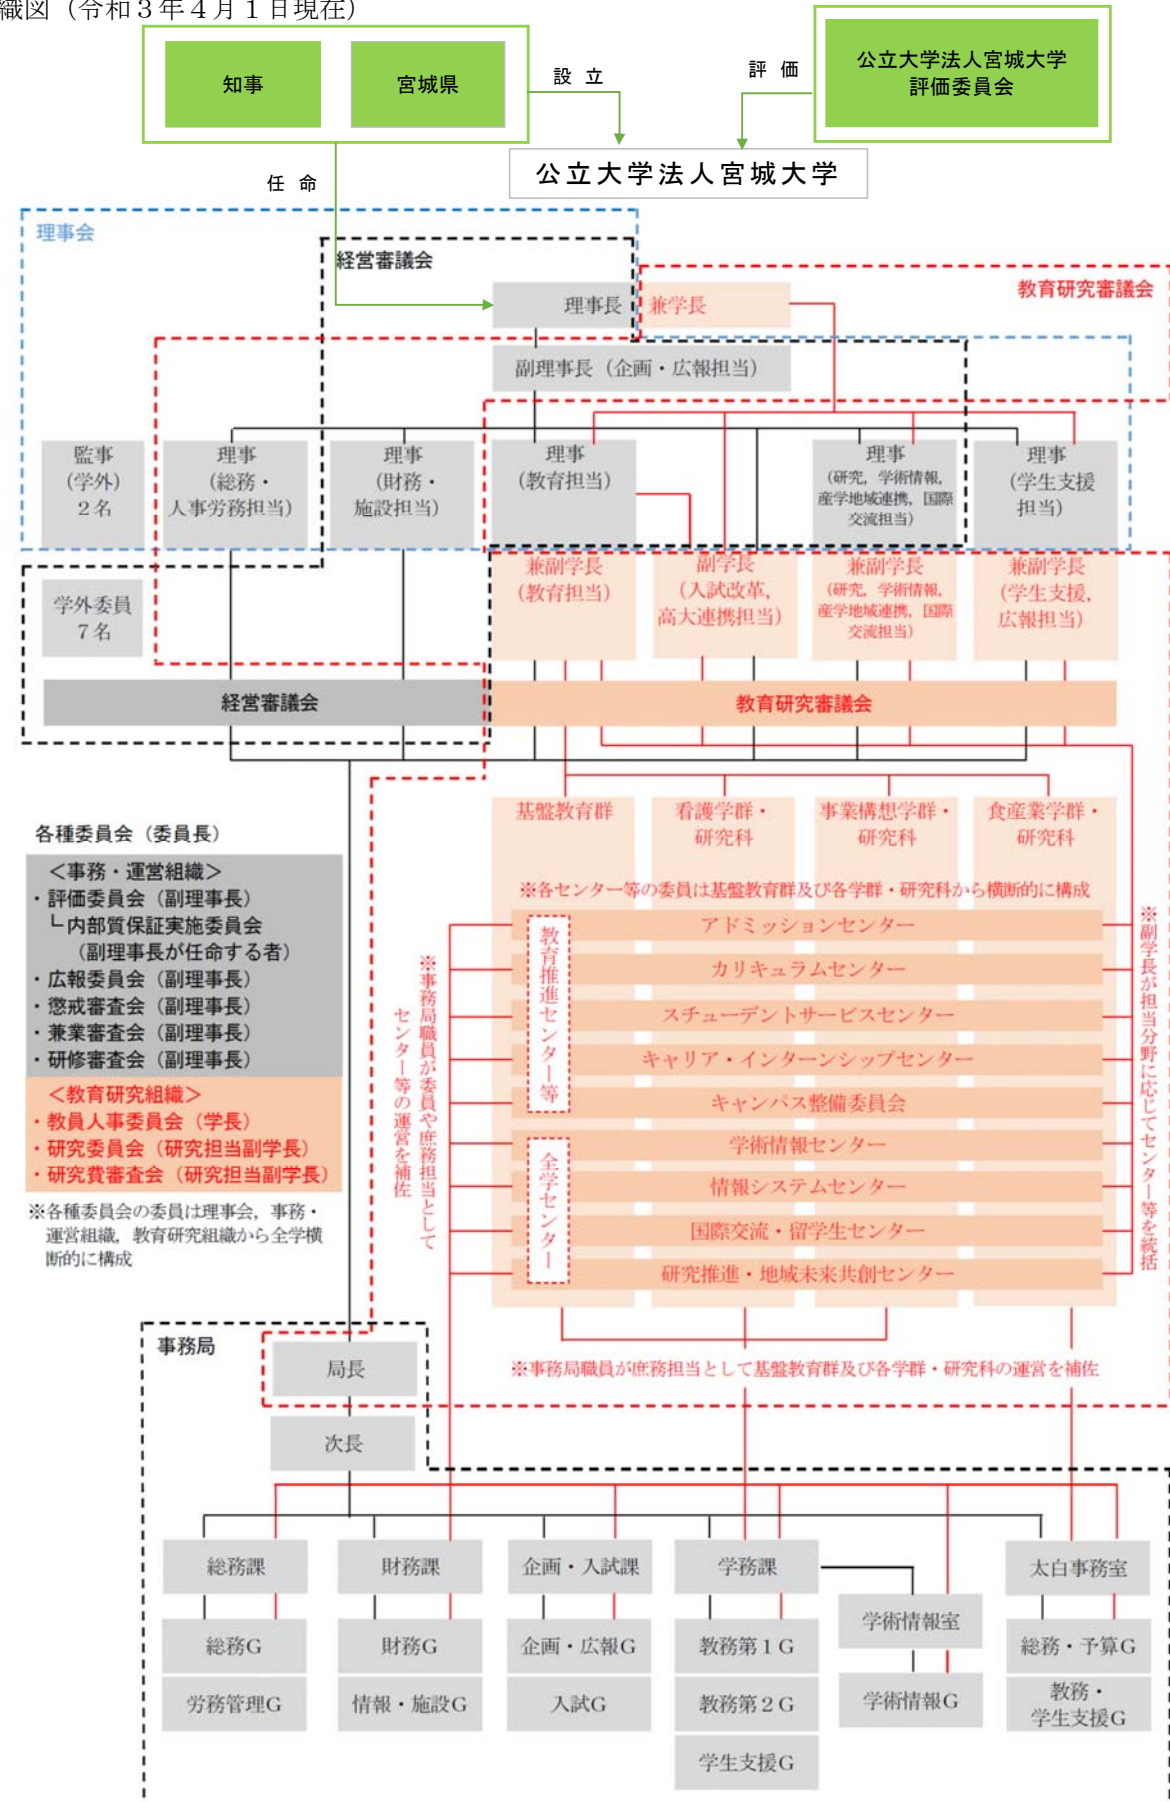 織図（令和３年４月１日現在）
知事
宮城県
設 立
評 価
公立大学法人宮城大学
評価委員会
公立大学法人宮城大学
任 命
理事会
経営審議会
教育研究審議会
理事長
兼学長
副理事長（企画・広報担当）
監事
(学外)
２名
理事
(総務・
人事労務担当)
理事
(財務・
施設担当)
理事
(教育担当)
理事
(研究，学術情報，
産学地域連携，国際
交流担当)
理事
(学生支援
担当)
学外委員
７名
兼副学長
(教育担当)
副学長
(入試改革，
高大連携担当)
兼副学長
(研究，学術情報，
産学地域連携，国際
交流担当)
兼副学長
(学生支援，
広報担当)
経営審議会
教育研究審議会
基盤教育群
看護学群・
研究科
事業構想学群・
研究科
食産業学群・
研究科
※各センター等の委員は基盤教育群及び各学群・研究科から横断的に構成
各種委員会（委員長）
＜事務・運営組織＞
・評価委員会（副理事長）
└内部質保証実施委員会
（副理事長が任命する者）
・広報委員会（副理事長）
・懲戒審査会（副理事長）
・兼業審査会（副理事長）
・研修審査会（副理事長）
＜教育研究組織＞
・教員人事委員会（学長）
・研究委員会（研究担当副学長）
・研究費審査会（研究担当副学長）
※各種委員会の委員は理事会，事務・
運営組織，教育研究組織から全学横
断的に構成
※事務局職員が委員や庶務担当として
センター等の運営を補佐
教育推進センター等
全学センター
アドミッションセンター
カリキュラムセンター
スチューデントサービスセンター
キャリア・インターンシップセンター
キャンパス整備委員会
学術情報センター
情報システムセンター
国際交流・留学生センター
研究推進・地域未来共創センター
※副学長が担当分野に応じてセンター等を統括
※事務局職員が庶務担当として基盤教育群及び各学群・研究科の運営を補佐
事務局
局長
次長
総務課
財務課
企画・入試課
学務課
太白事務室
学術情報室
総務G
財務G
企画・広報G
教務第１G
総務・予算G
労務管理G
情報・施設G
入試G
教務第２G
学術情報G
教務・
学生支援G
学生支援G